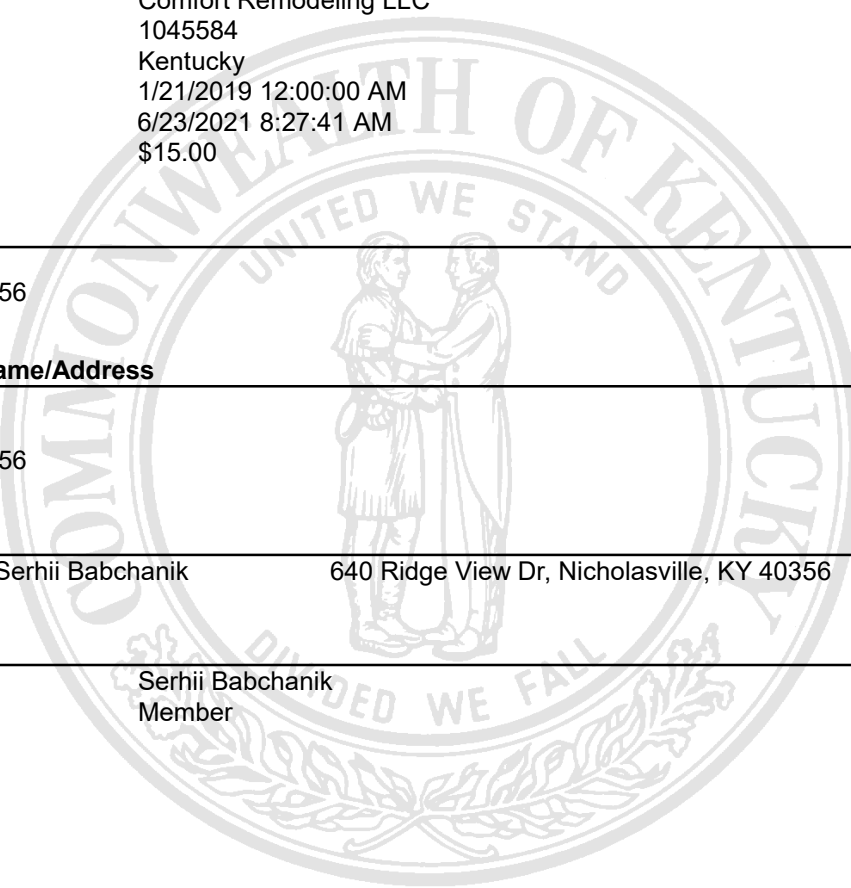 Comfort Remodeling LLC
1045584
Kentucky
1/21/2019 12:00:00 AM
6/23/2021 8:27:41 AM
$15.00
COMMONWEALTH OF KENTUCKY
UNITED WE STAND
56
ame/Address
56
Serhii Babchanik 640 Ridge View Dr, Nicholasville, KY 40356
DIVIDED WE FALL
Serhii Babchanik
Member